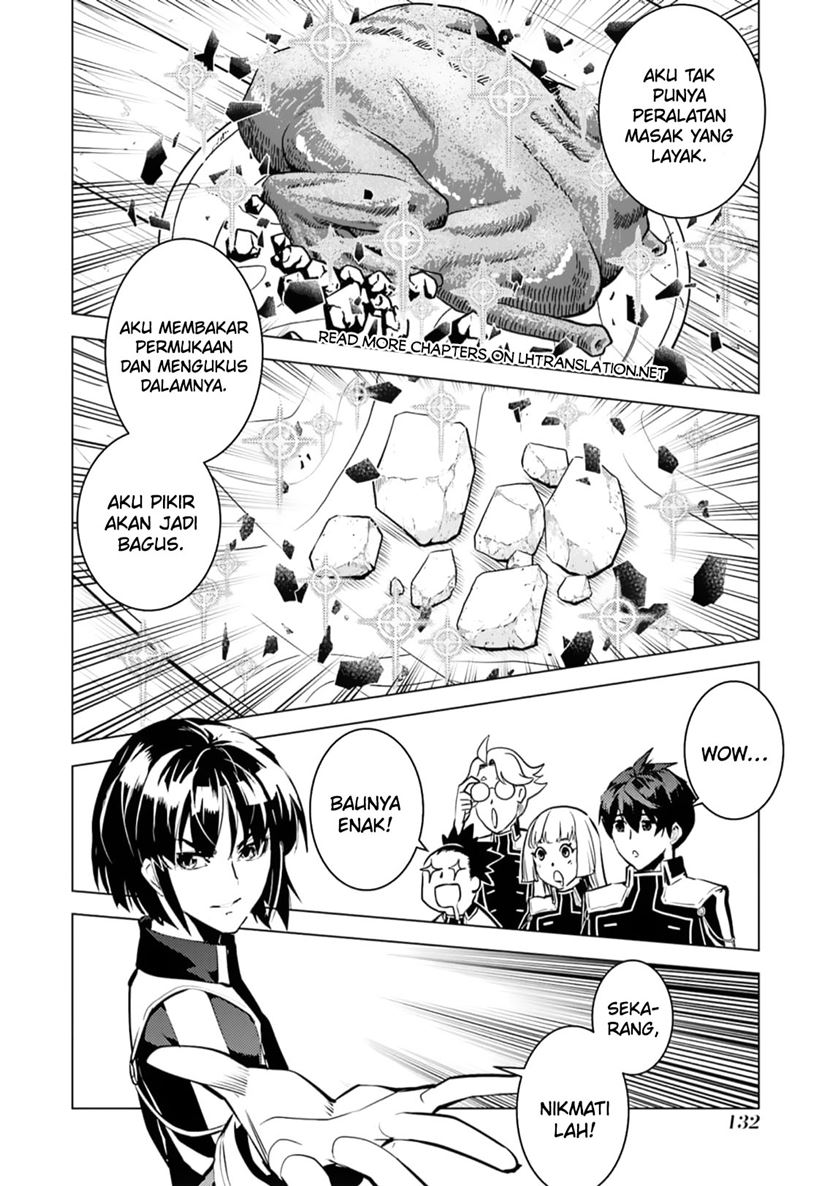 AKU TAK
PUNYA
PERALATAN
MASAK YANG
LAYAK.
AKU MEMBAKAR
PERMUKAAN
DAN MENGUKUS
DALAMNYA.
READ MORE CHAPTERS ON LHTRANSLATION.NET
AKU PIKIR
AKAN JADI
BAGUS.
WOW...
BAUNYA
ENAK!
SEKA-
RANG,
NIKMATI
LAH!
132